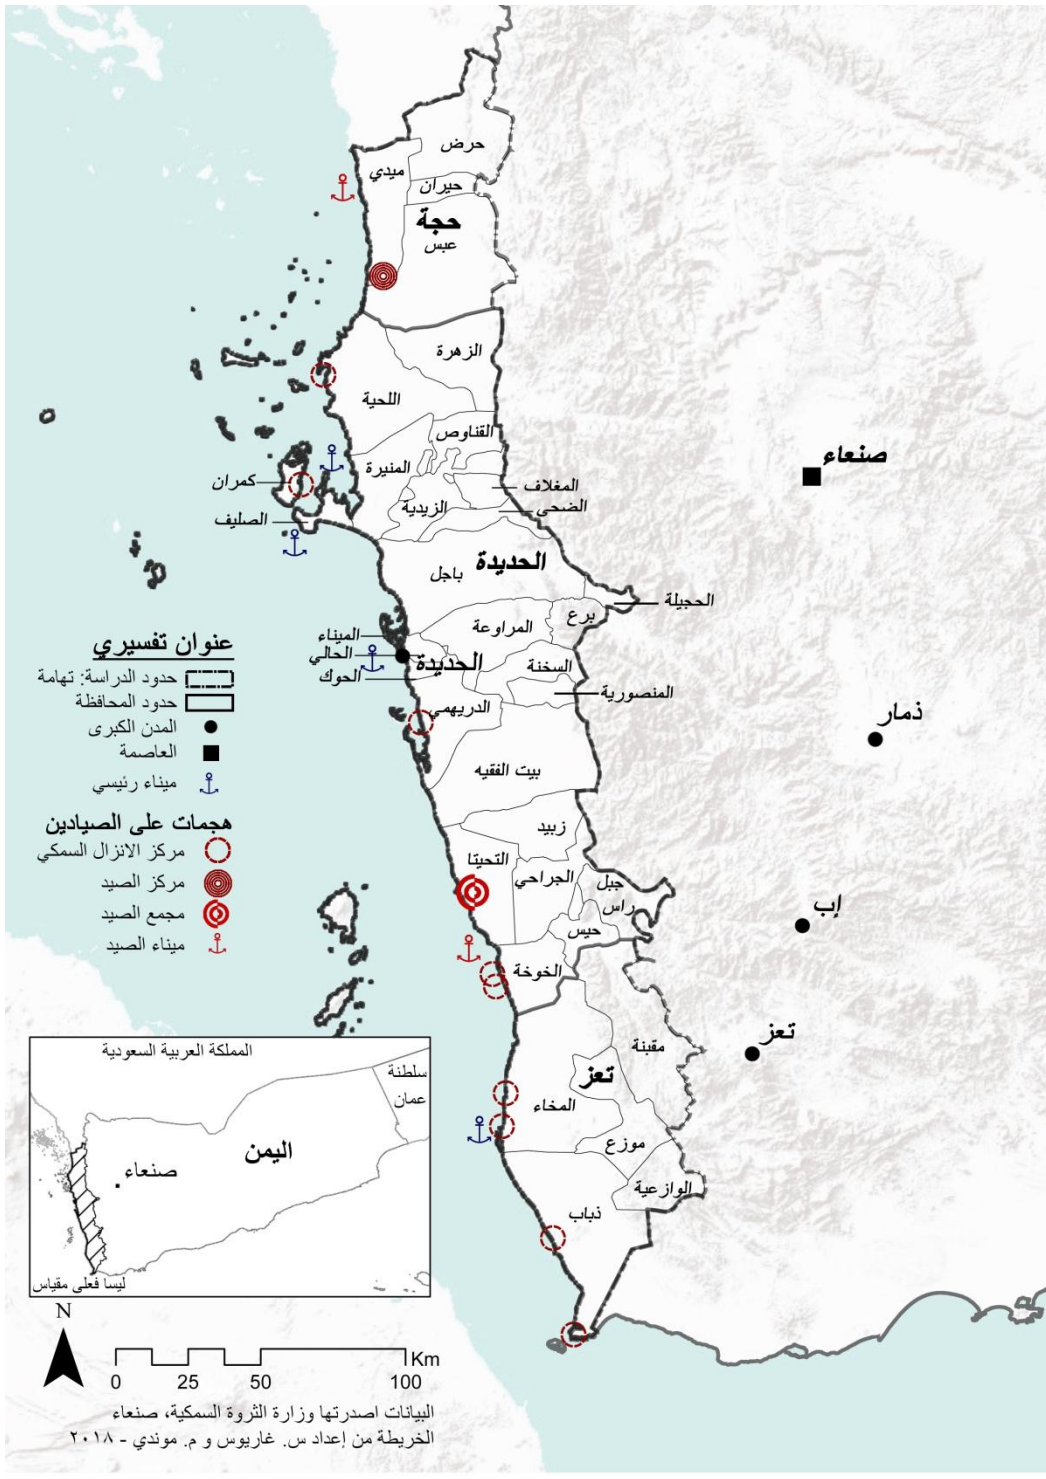 حرض
ميدي
حيران
حجة
عبس
الزهرة
اللحية
القناوص
المنيرة
صنعاء
كمران
المغلاف
الزيدية
الضحي
الصليف
الحديدة
باجل
الحجيلة
برع
المراوعة
الميناء
الحالي
الحديدة
السخنة
الحوك
المنصورية
الدريهمي
ذمار
بيت الفقيه
زبيد
التحيتا
الجراحي
جبل
راس
إب
حيس
الخوخة
مقبنة
تعز
تعز
المخاء
موزع
الوازعية
ذباب
عنوان تفسيري
حدود الدراسة: تهامة
حدود المحافظة
المدن الكبرى
العاصمة
ميناء رئيسي
هجمات على الصيادين
مركز الانزال السمكي
مركز الصيد
مجمع الصيد
ميناء الصيد
المملكة العربية السعودية
سلطنة
عمان
اليمن
صنعاء
ليسا فعلى مقياس
N
Km
0 25 50 100
البيانات اصدرتها وزارة الثروة السمكية، صنعاء
الخريطة من إعداد س. غاريوس و م. موندي - ٢٠١٨